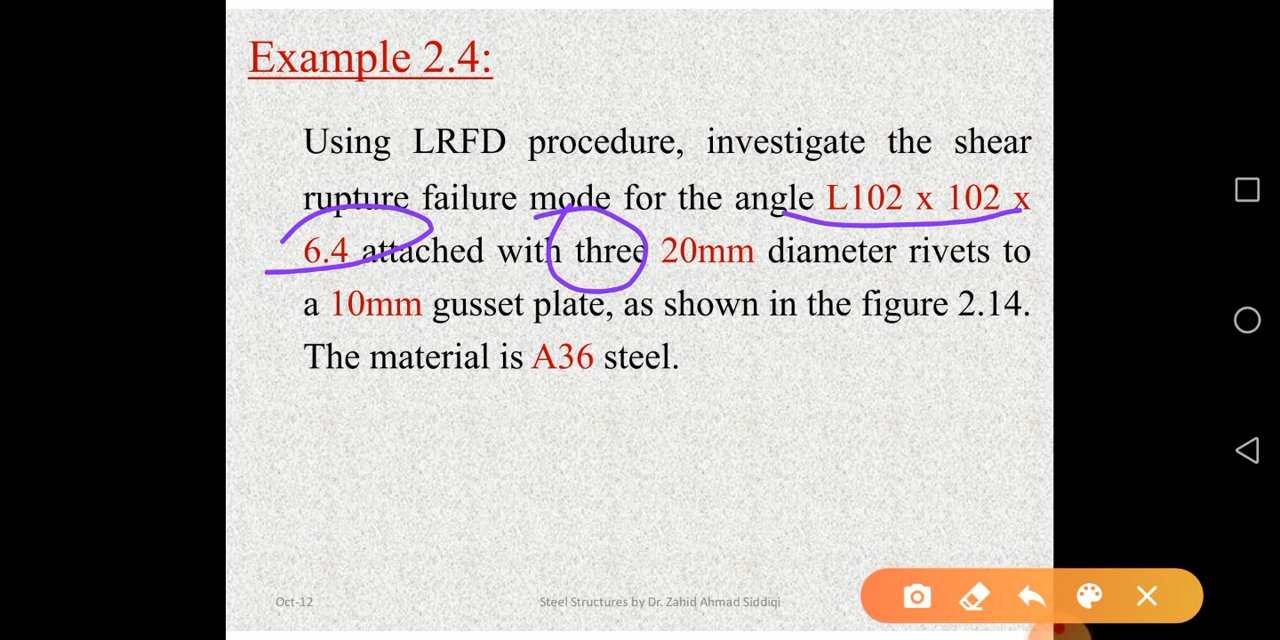 Example 2.4:
Using LRFD procedure, investigate the shear
rupture failure mode for the angle L102 x 102 x
6.4 attached with three 20mm diameter rivets to
a 10mm gusset plate, as shown in the figure 2.14.
The material is A36 steel.
Oct-12
Steel Structures by Dr. Zahid Ahmad Siddiqi